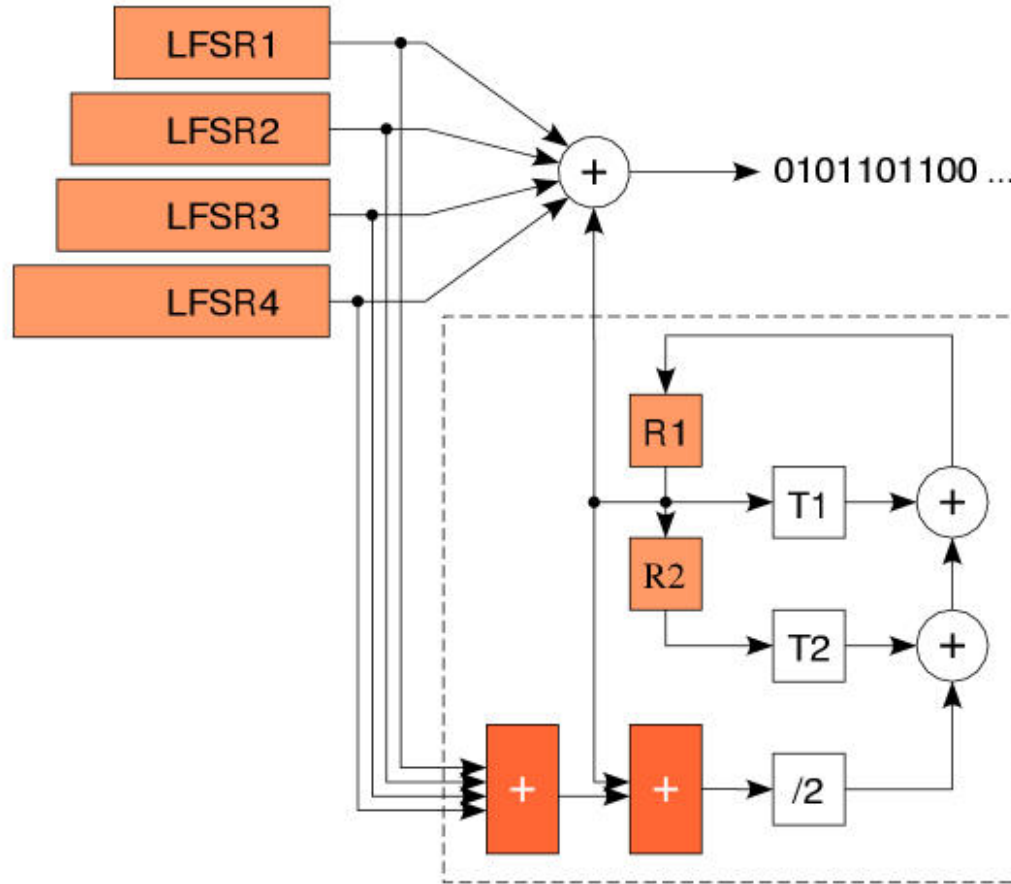 LFSR1
LFSR2
LFSR3
LFSR4
+
0101101100 ...
R1
T1
+
R2
T2
+
+
+
/2